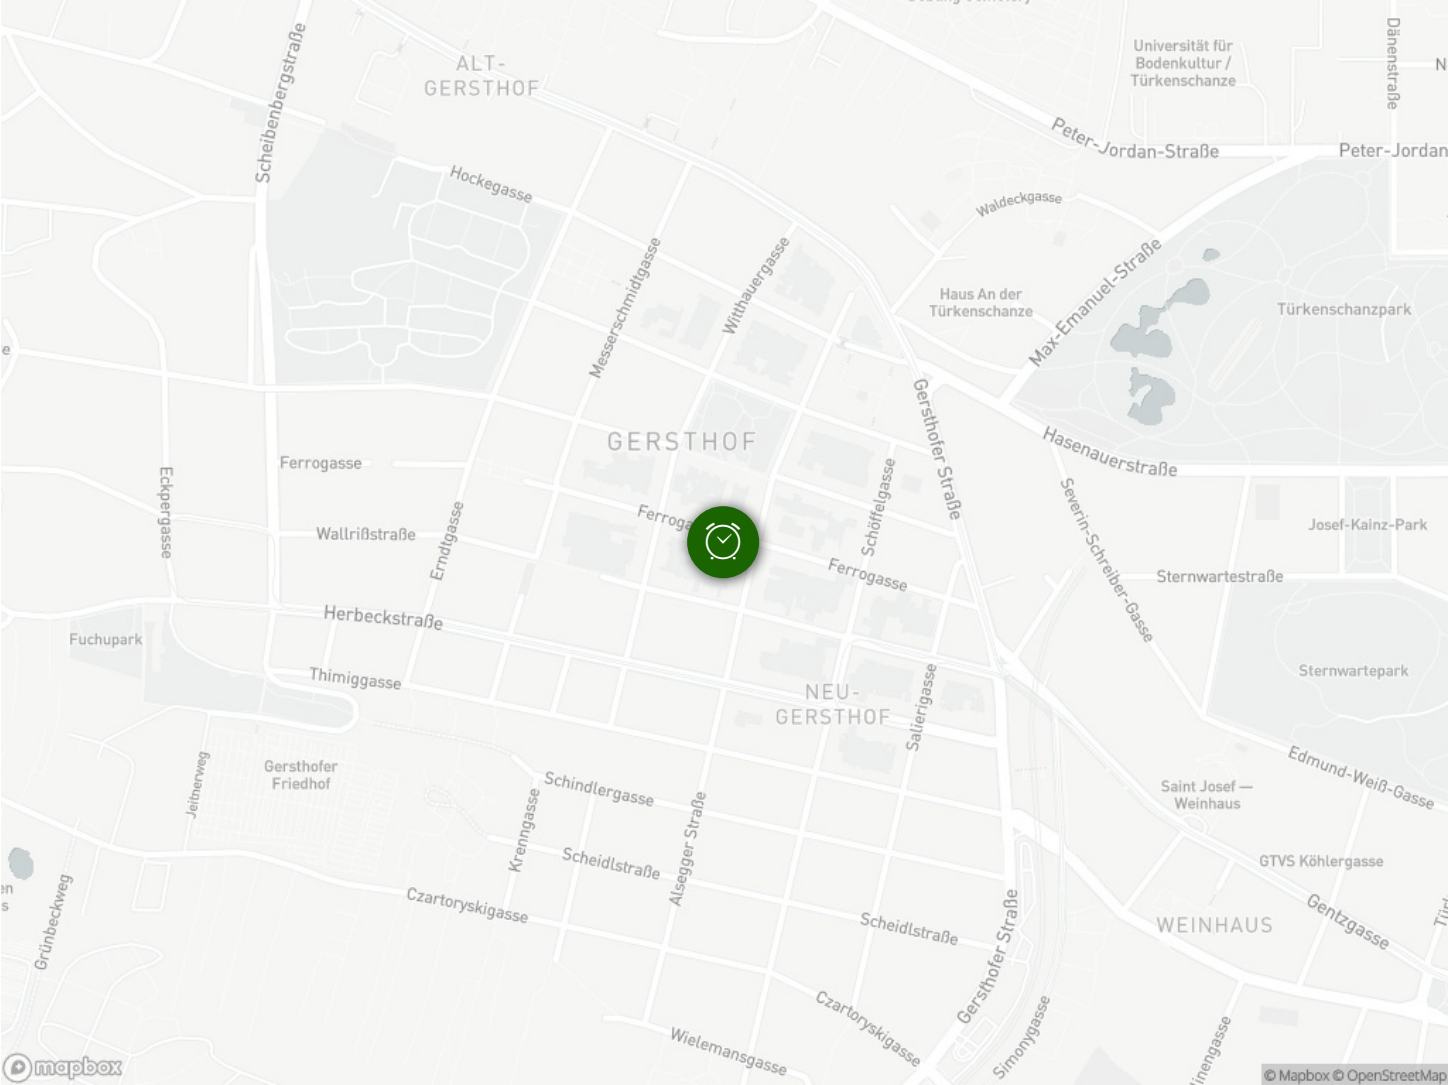 ALT-
GERSTHOF
Universität für
Bodenkultur /
Türkenschanze
Dänenstraße
Scheibenbergstraße
Peter-Jordan-Straße
Peter-Jordan
Hockegasse
Waldeckgasse
Messerschmidtgasse
Witthauergasse
Max-Emanuel-Straße
Haus An der
Türkenschanze
Türkenschanzpark
Gersthofer Straße
GERSTHOF
Hasenauerstraße
Ferrogasse
Eckpergasse
Schöffelgasse
Severin-Schreiber-Gasse
Josef-Kainz-Park
Wallrißstraße
Erndtgasse
Ferroga
Ferrogasse
Sternwartestraße
Herbeckstraße
Fuchupark
Thimiggasse
Sternwartepark
NEU-
GERSTHOF
Salierigasse
Gersthofer
Friedhof
Jeitnerweg
Schindlergasse
Edmund-Weiß-Gasse
Saint Josef —
Weinhaus
Krenngasse
Alsegger Straße
Scheidlstraße
GTVS Köhlergasse
Grünbeckweg
Czartoryskigasse
Scheidlstraße
Gersthofer Straße
WEINHAUS
Gentzgasse
Czartoryskigasse
Simonygasse
Wielemansgasse
mapbox
© Mapbox © OpenStreetMap